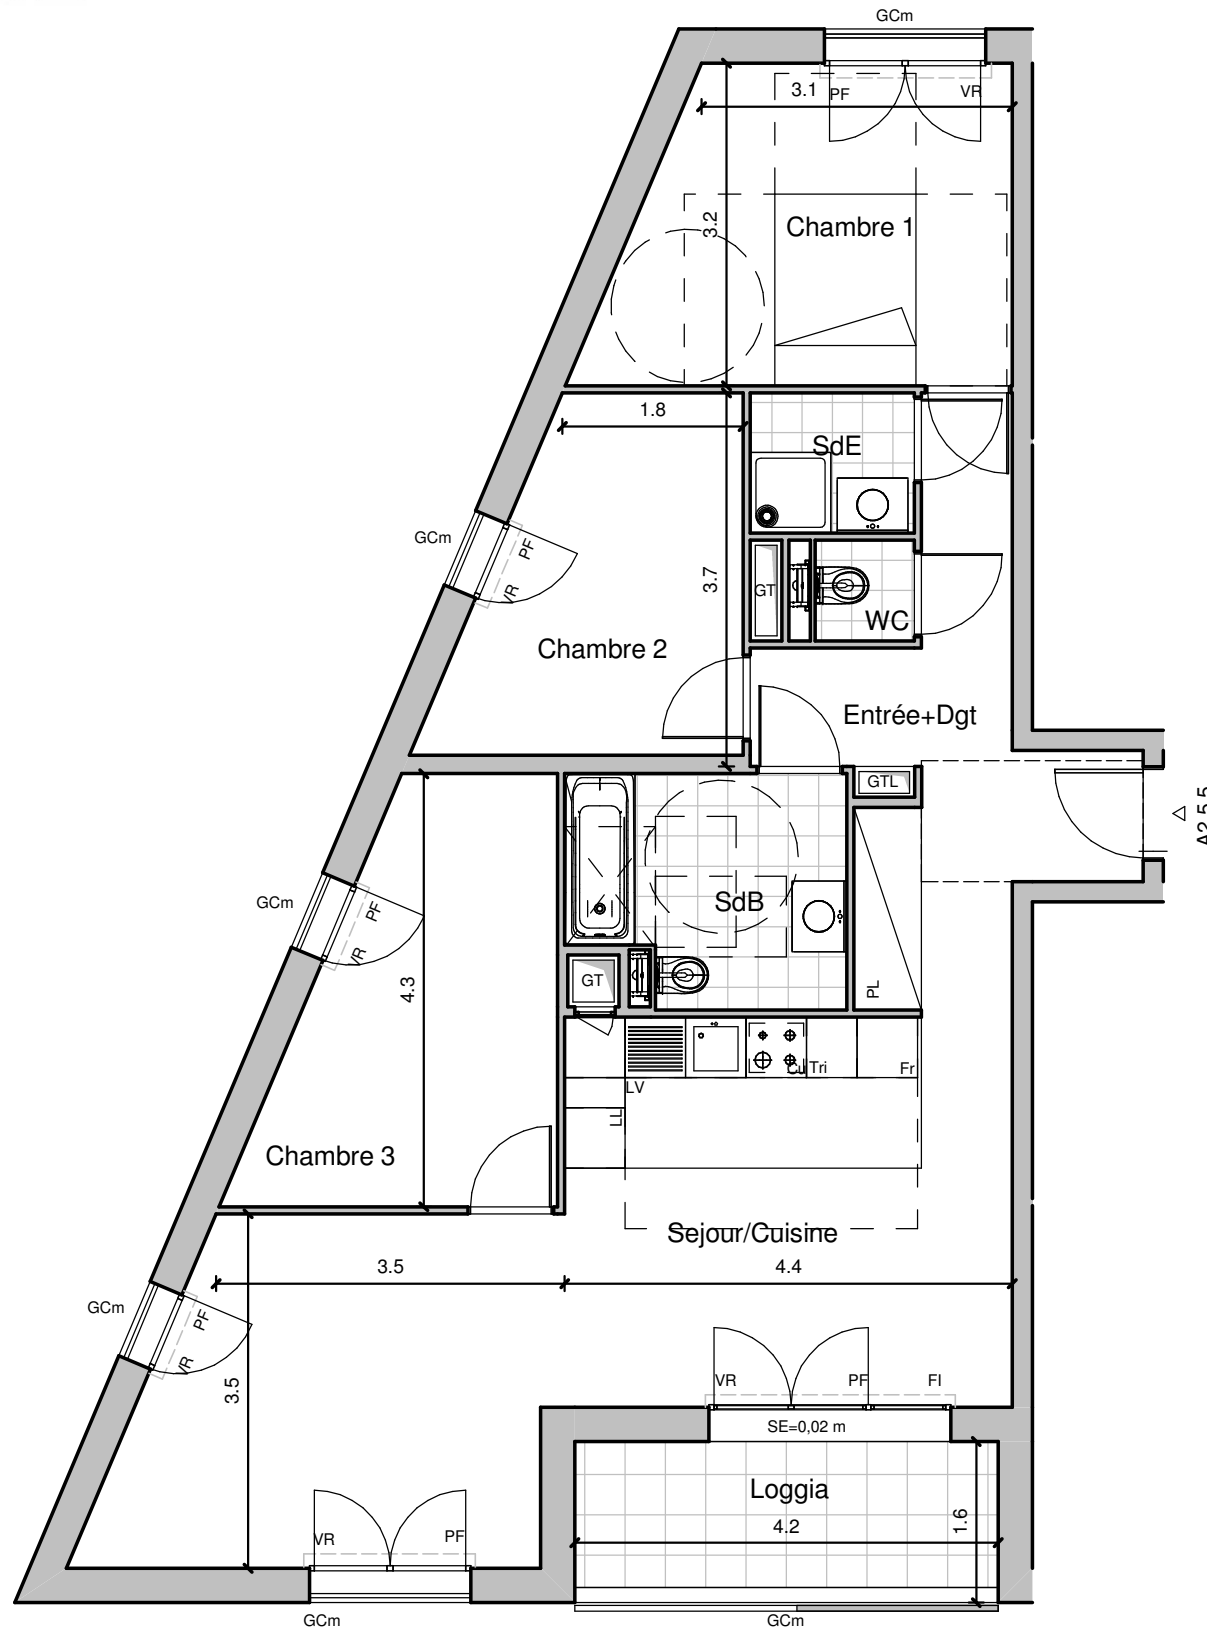 GCm
3.1
PF
VR
3.2
Chambre 1
1.8
SdE
GCm
PF
VR
3.7
GT
WC
Chambre 2
Entrée+Dgt
GTL
A2 5 5
GCm
PF
VR
SdB
4.3
GT
PL
Cu
Tri
Fr
LV
LL
Chambre 3
Sejour/Cuisine
3.5
4.4
GCm
PF
VR
3.5
VR
PF
FI
SE=0,02 m
Loggia
4.2
1.6
VR
PF
GCm
GCm